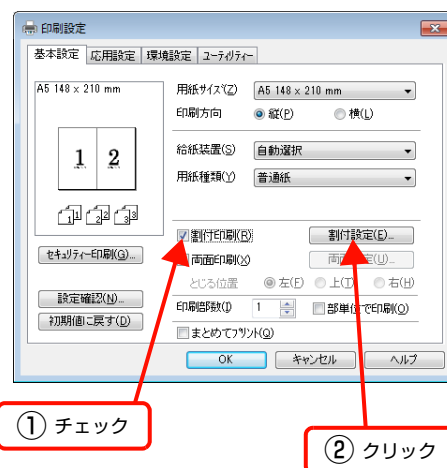 印刷設定
基本設定 応用設定 環境設定 ユーティリティー
A5 148 x 210 mm
用紙サイズ(Z) A5 148 x 210 mm
印刷方向 縦(P) 横(L)
1 2
給紙装置(S) 自動選択
用紙種類(Y) 普通紙
1 1 2 2 3 3
割付印刷(R) 割付設定(E)...
セキュリティー印刷(G)... 両面印刷(X) 両面設定(U)...
とじる位置 左(F) 上(T) 右(H)
設定確認(N)... 印刷部数(I) 1 部単位で印刷(O)
初期値に戻す(D)
まとめてプリント(Q)
OK キャンセル ヘルプ
① チェック
② クリック